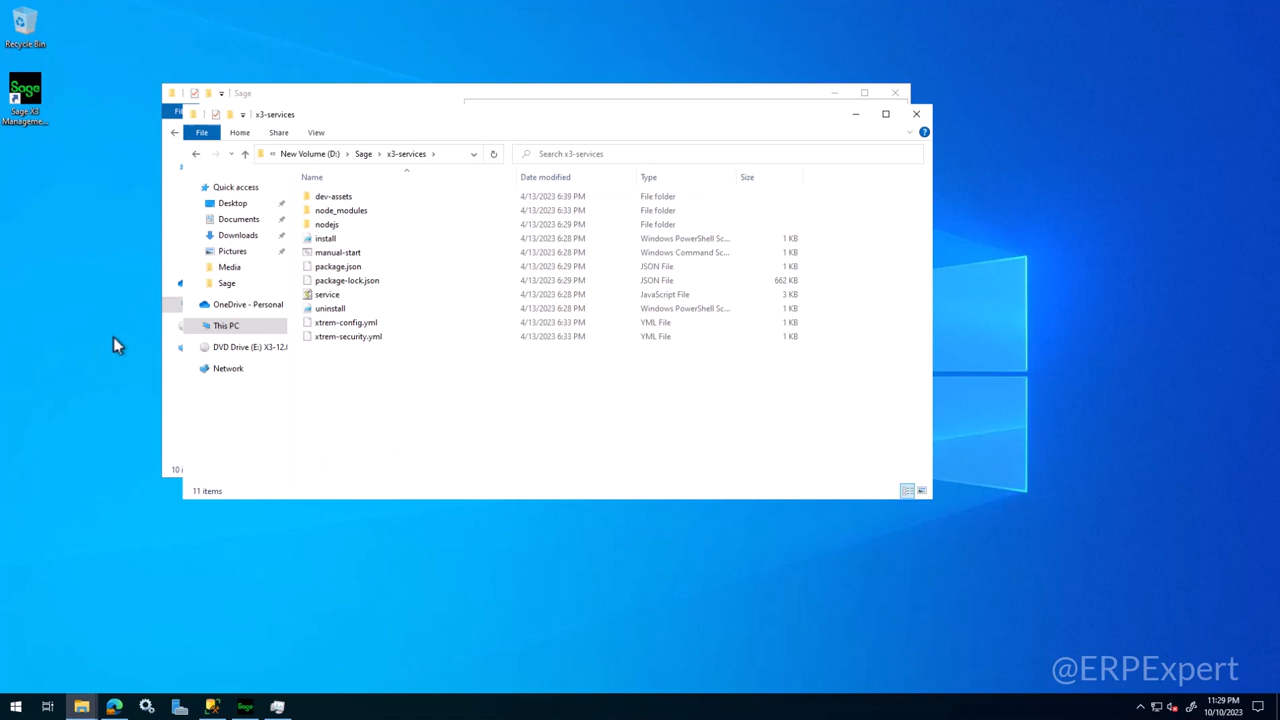 Recycle Bin
Sage
Sage X3
Manageme...
Sage
Fil
x3-services
File Home Share View
« New Volume (D:) > Sage > x3-services >
Search x3-services
Quick access
Desktop
Documents
Downloads
Pictures
Media
Sage
OneDrive - Personal
This PC
DVD Drive (E:) X3-12.0
Network
Name Date modified Type Size
dev-assets 4/13/2023 6:39 PM File folder
node_modules 4/13/2023 6:33 PM File folder
nodejs 4/13/2023 6:29 PM File folder
install 4/13/2023 6:28 PM Windows PowerShell Sc... 1 KB
manual-start 4/13/2023 6:28 PM Windows Command Sc... 1 KB
package.json 4/13/2023 6:29 PM JSON File 1 KB
package-lock.json 4/13/2023 6:29 PM JSON File 662 KB
service 4/13/2023 6:28 PM JavaScript File 3 KB
uninstall 4/13/2023 6:28 PM Windows PowerShell Sc... 1 KB
xtrem-config.yml 4/13/2023 6:33 PM YML File 1 KB
xtrem-security.yml 4/13/2023 6:33 PM YML File 1 KB
10 i
11 items
@ERPExpert
Sage
11:29 PM
10/10/2023